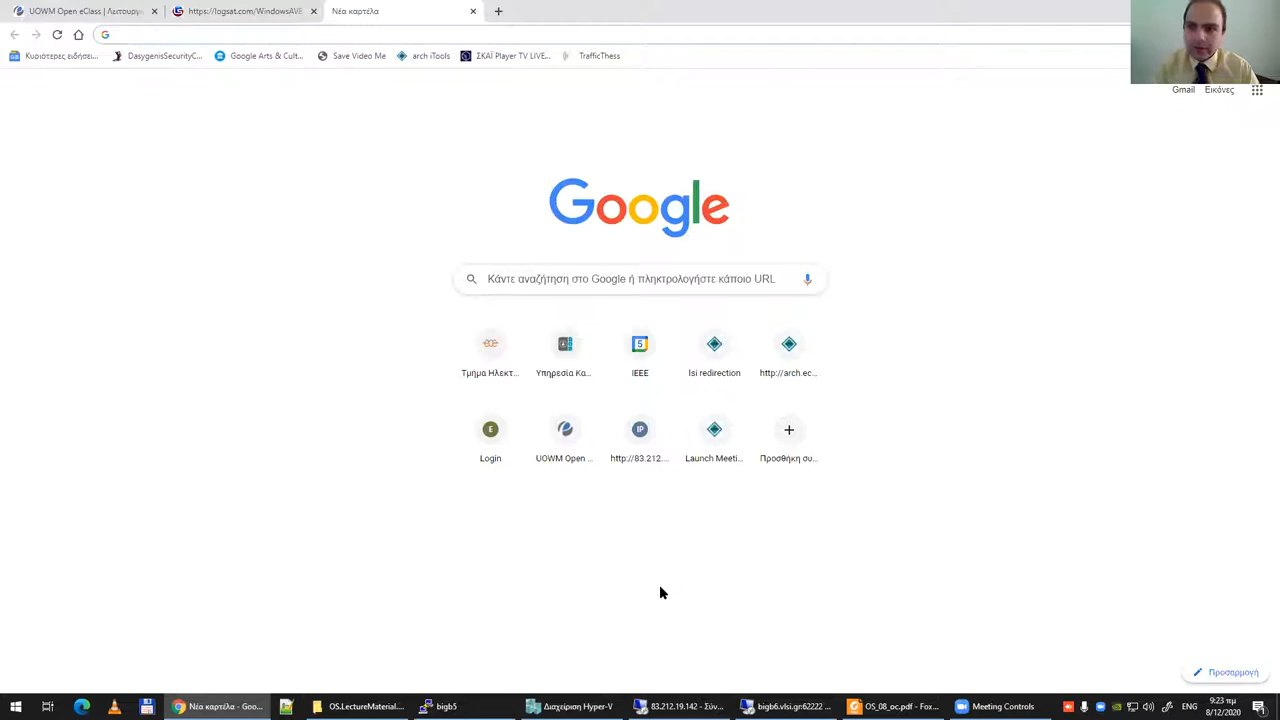 UOWM Open eClass | Λειτουργ
https://logsat.com/WindowsAVE
Νέα καρτέλα
Κυριότερες ειδήσει...
DasygenisSecurityC...
Google Arts & Cult...
Save Video Me
arch iTools
ΣΚΑΪ Player TV LIVE...
TrafficThess
Gmail
Εικόνες
Google
Κάντε αναζήτηση στο Google ή πληκτρολογήστε κάποιο URL
5
Τμήμα Ηλεκτ...
Υπηρεσία Κα...
IEEE
lsi redirection
http://arch.ec...
E
IP
Login
UOWM Open ...
http://83.212....
Launch Meeti...
Προσθήκη συ...
Προσαρμογή
Νέα καρτέλα - Goo...
OS.LectureMaterial....
bigb5
Διαχείριση Hyper-V
83.212.19.142 - Σύν...
bigb6.vlsi.gr:62222 ...
OS_08_oc.pdf - Fox...
Meeting Controls
ENG
9:23 πμ
8/12/2020